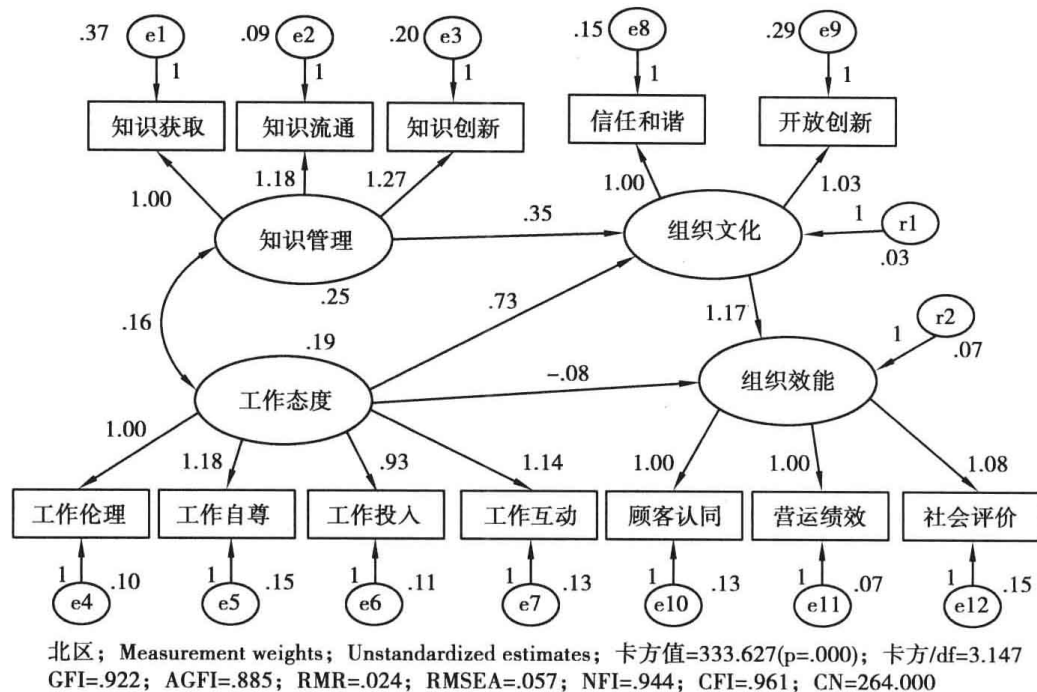 .37 e1 .09 e2 .20 e3 .15 e8 .29 e9
1 1 1 1 1
知识获取 知识流通 知识创新 信任和谐 开放创新
1.00 1.18 1.27 1.00 1.03
知识管理 .35 组织文化 1 r1
.25 .03
.16 .73 1.17 r2
.19 1 .07
工作态度 -.08 组织效能
1.00 1.18 .93 1.14 1.00 1.00 1.08
工作伦理 工作自尊 工作投入 工作互动 顾客认同 营运绩效 社会评价
1 .10 1 .15 1 .11 1 .13 1 .13 1 .07 1 .15
e4 e5 e6 e7 e10 e11 e12
北区; Measurement weights; Unstandardized estimates; 卡方值=333.627(p=.000); 卡方/df=3.147
GFI=.922; AGFI=.885; RMR=.024; RMSEA=.057; NFI=.944; CFI=.961; CN=264.000